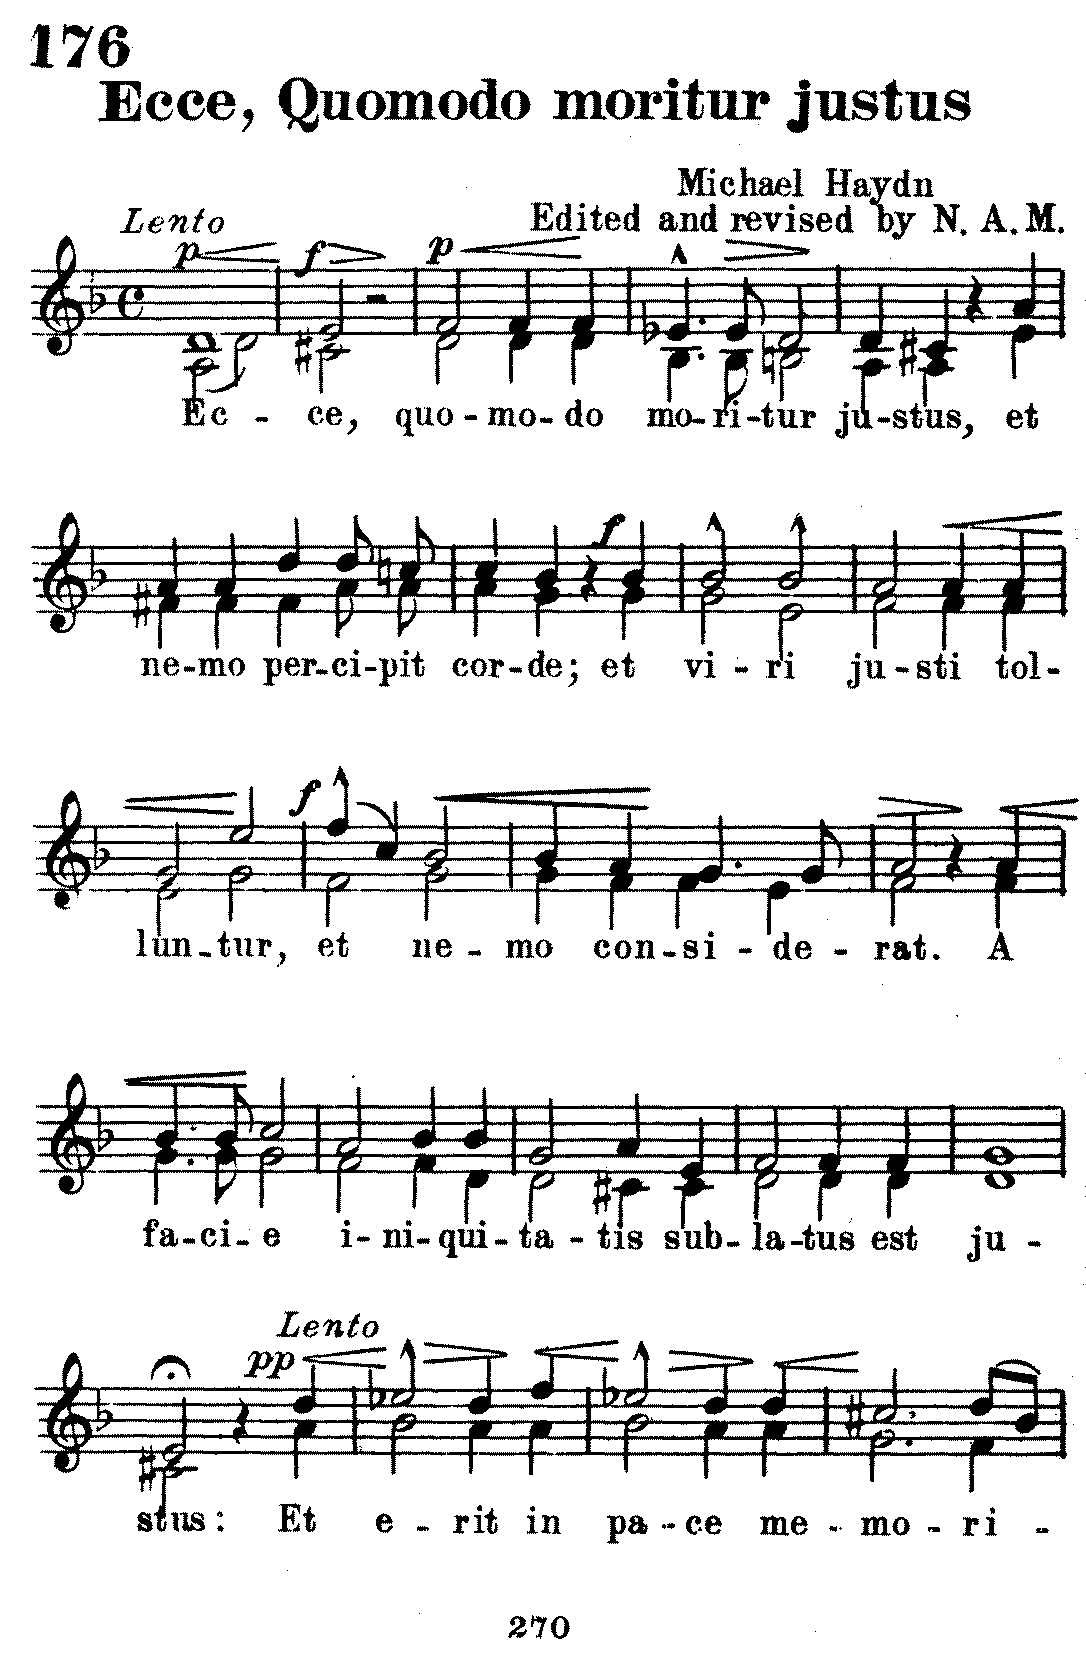 176
Ecce, Quomodo moritur justus
Michael Haydn
Lento
Edited and revised by N. A. M.
p f p
Ec - ce, quo - mo - do mo - ri - tur ju - stus, et
f
ne - mo per - ci - pit cor - de; et vi - ri ju - sti tol -
f
lun - tur, et ne - mo con - si - de - rat. A
fa - ci - e i - ni - qui - ta - tis sub - la - tus est ju -
Lento
pp
stus: Et e - rit in pa - ce me - mo - ri -
270